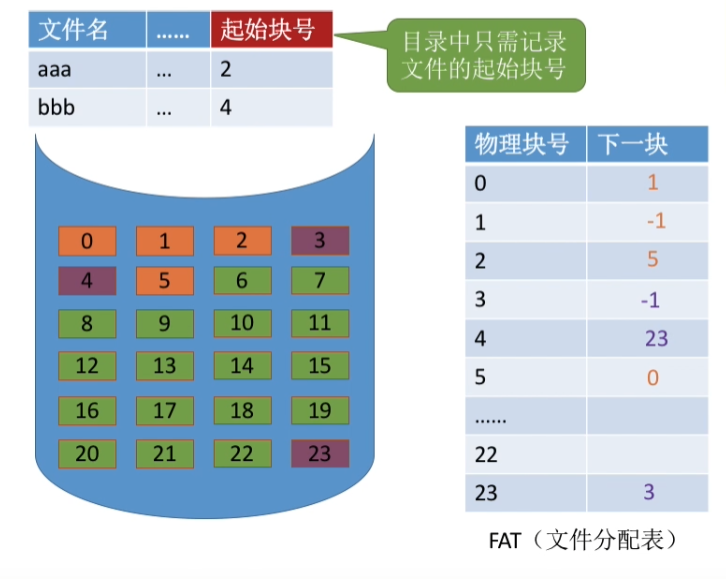 文件名 …… 起始块号
aaa ... 2
bbb ... 4
目录中只需记录
文件的起始块号
0 1 2 3
4 5 6 7
8 9 10 11
12 13 14 15
16 17 18 19
20 21 22 23
物理块号 下一块
0 1
1 -1
2 5
3 -1
4 23
5 0
……
22
23 3
FAT（文件分配表）